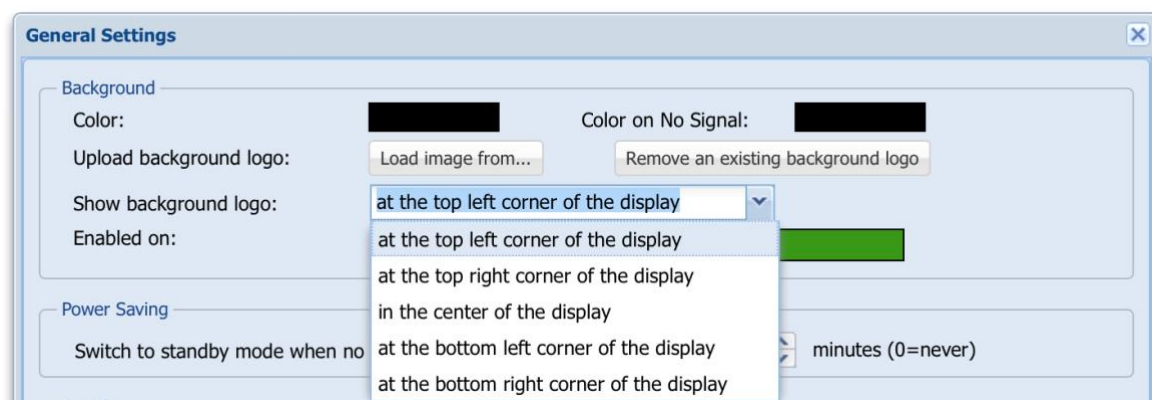 General Settings
Background
Color:
Color on No Signal:
Upload background logo:
Load image from...
Remove an existing background logo
Show background logo:
at the top left corner of the display
Enabled on:
at the top left corner of the display
at the top right corner of the display
in the center of the display
at the bottom left corner of the display
at the bottom right corner of the display
Power Saving
Switch to standby mode when no
minutes (0=never)